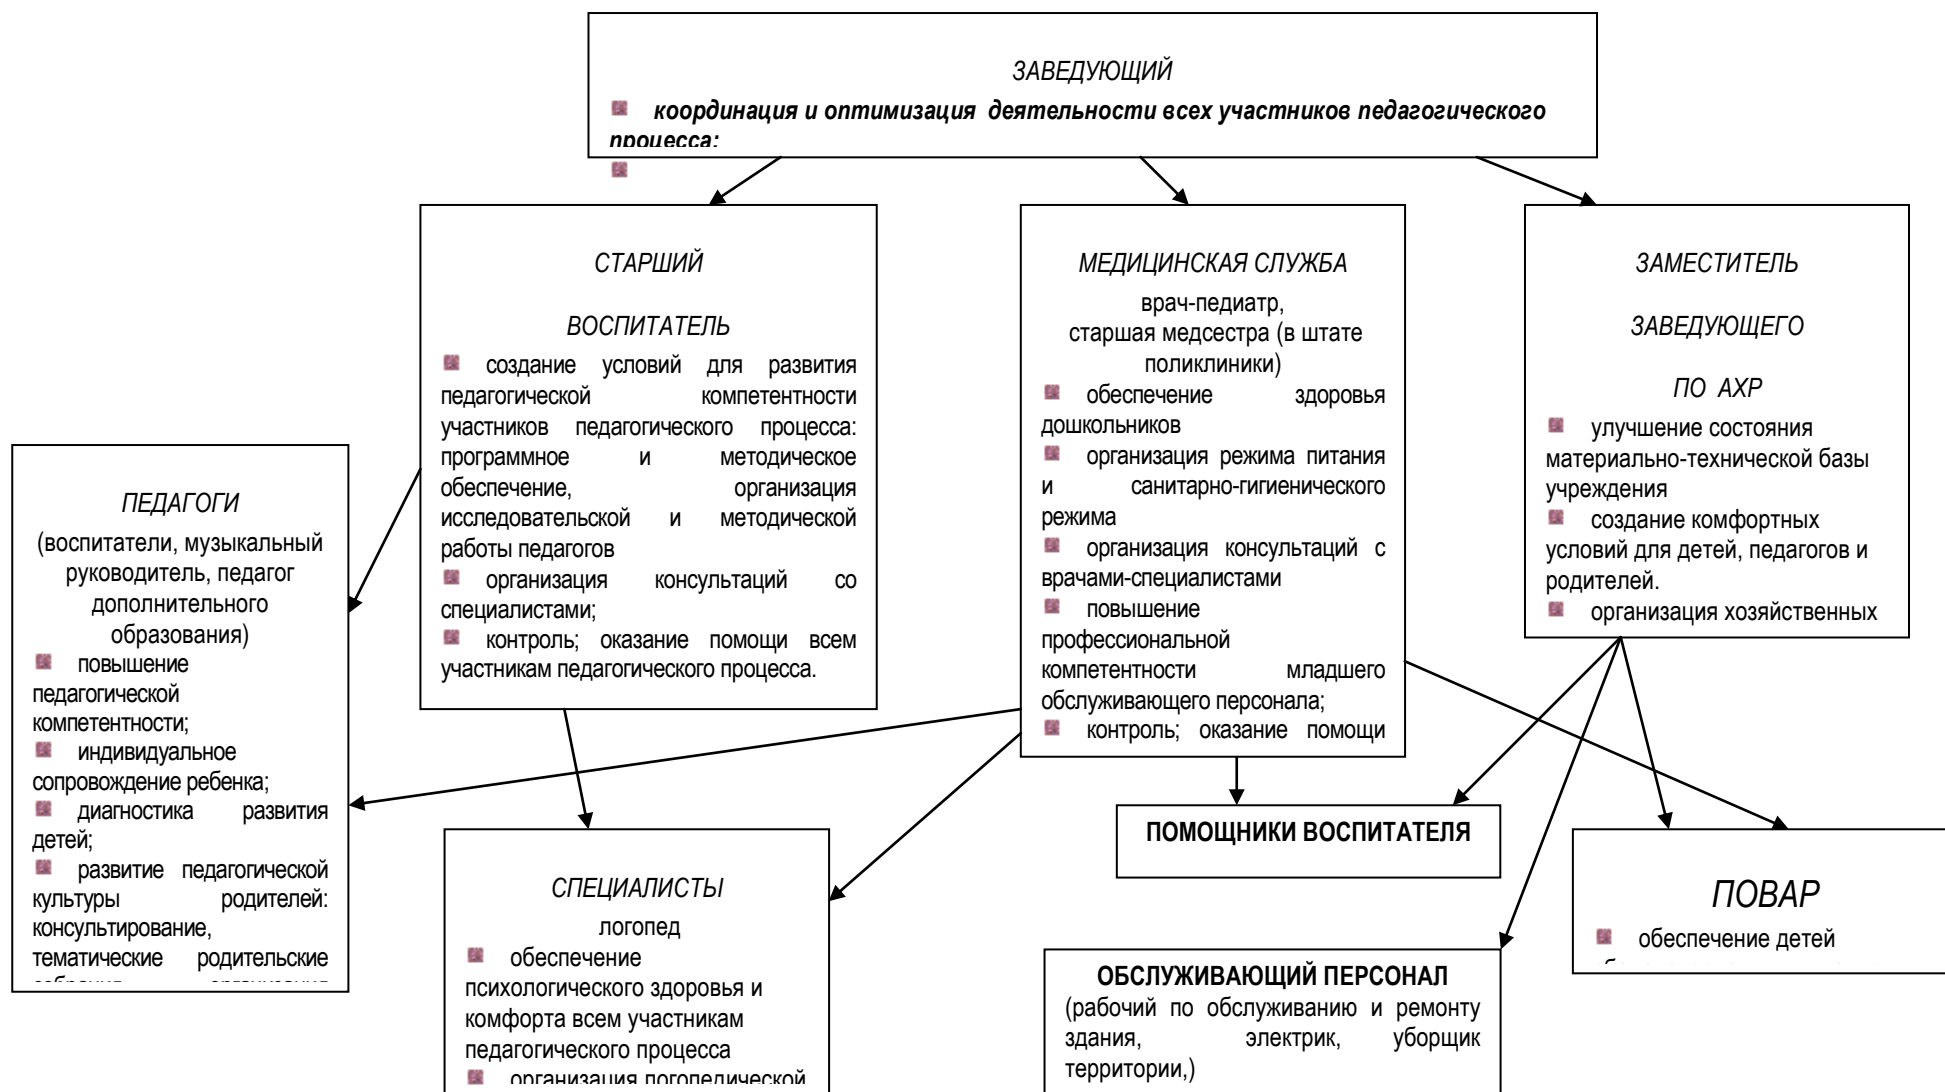 ЗАВЕДУЮЩИЙ
координация и оптимизация деятельности всех участников педагогического
процесса:
СТАРШИЙ
ВОСПИТАТЕЛЬ
создание условий для развития
педагогической компетентности
участников педагогического процесса:
программное и методическое
обеспечение, организация
исследовательской и методической
работы педагогов
организация консультаций со
специалистами;
контроль; оказание помощи всем
участникам педагогического процесса.
МЕДИЦИНСКАЯ СЛУЖБА
врач-педиатр,
старшая медсестра (в штате
поликлиники)
обеспечение здоровья
дошкольников
организация режима питания
и санитарно-гигиенического
режима
организация консультаций с
врачами-специалистами
повышение
профессиональной
компетентности младшего
обслуживающего персонала;
контроль; оказание помощи
ЗАМЕСТИТЕЛЬ
ЗАВЕДУЮЩЕГО
ПО АХР
улучшение состояния
материально-технической базы
учреждения
создание комфортных
условий для детей, педагогов и
родителей.
организация хозяйственных
ПЕДАГОГИ
(воспитатели, музыкальный
руководитель, педагог
дополнительного
образования)
повышение
педагогической
компетентности;
индивидуальное
сопровождение ребенка;
диагностика развития
детей;
развитие педагогической
культуры родителей:
консультирование,
тематические родительские
СПЕЦИАЛИСТЫ
логопед
обеспечение
психологического здоровья и
комфорта всем участникам
педагогического процесса
организация логопедической
ПОМОЩНИКИ ВОСПИТАТЕЛЯ
ОБСЛУЖИВАЮЩИЙ ПЕРСОНАЛ
(рабочий по обслуживанию и ремонту
здания, электрик, уборщик
территории,)
ПОВАР
обеспечение детей